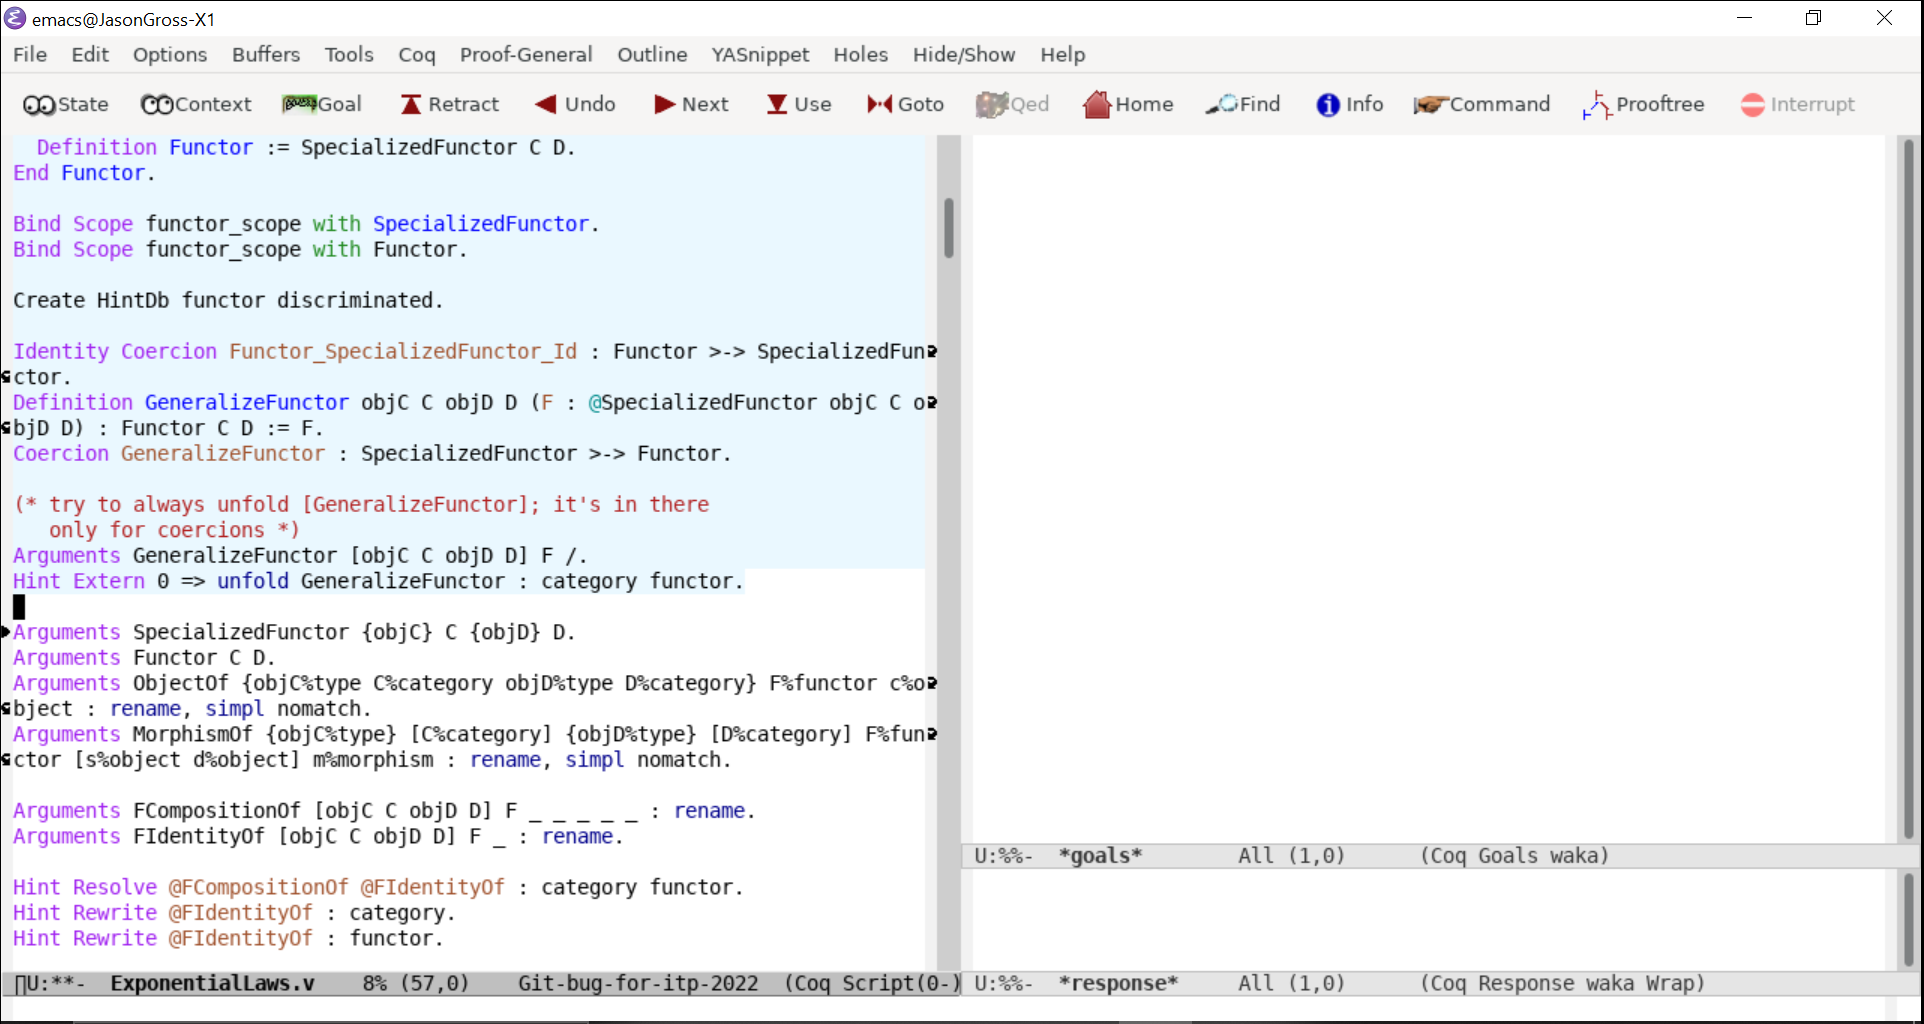 emacs@JasonGross-X1
File Edit Options Buffers Tools Coq Proof-General Outline YASnippet Holes Hide/Show Help
State Context Goal Retract Undo Next Use Goto Qed Home Find Info Command Prooftree Interrupt
Definition Functor := SpecializedFunctor C D.
End Functor.
Bind Scope functor_scope with SpecializedFunctor.
Bind Scope functor_scope with Functor.
Create HintDb functor discriminated.
Identity Coercion Functor_SpecializedFunctor_Id : Functor >-> SpecializedFun
ctor.
Definition GeneralizeFunctor objC C objD D (F : @SpecializedFunctor objC C o
bjD D) : Functor C D := F.
Coercion GeneralizeFunctor : SpecializedFunctor >-> Functor.
(* try to always unfold [GeneralizeFunctor]; it's in there
only for coercions *)
Arguments GeneralizeFunctor [objC C objD D] F /.
Hint Extern 0 => unfold GeneralizeFunctor : category functor.
Arguments SpecializedFunctor {objC} C {objD} D.
Arguments Functor C D.
Arguments ObjectOf {objC%type C%category objD%type D%category} F%functor c%o
bject : rename, simpl nomatch.
Arguments MorphismOf {objC%type} [C%category] {objD%type} [D%category] F%fun
ctor [s%object d%object] m%morphism : rename, simpl nomatch.
Arguments FCompositionOf [objC C objD D] F _ _ _ _ _ : rename.
Arguments FIdentityOf [objC C objD D] F _ : rename.
Hint Resolve @FCompositionOf @FIdentityOf : category functor.
Hint Rewrite @FIdentityOf : category.
Hint Rewrite @FIdentityOf : functor.
U:**- ExponentialLaws.v 8% (57,0) Git-bug-for-itp-2022 (Coq Script(0-)
U:%%- *goals* All (1,0) (Coq Goals waka)
U:%%- *response* All (1,0) (Coq Response waka Wrap)